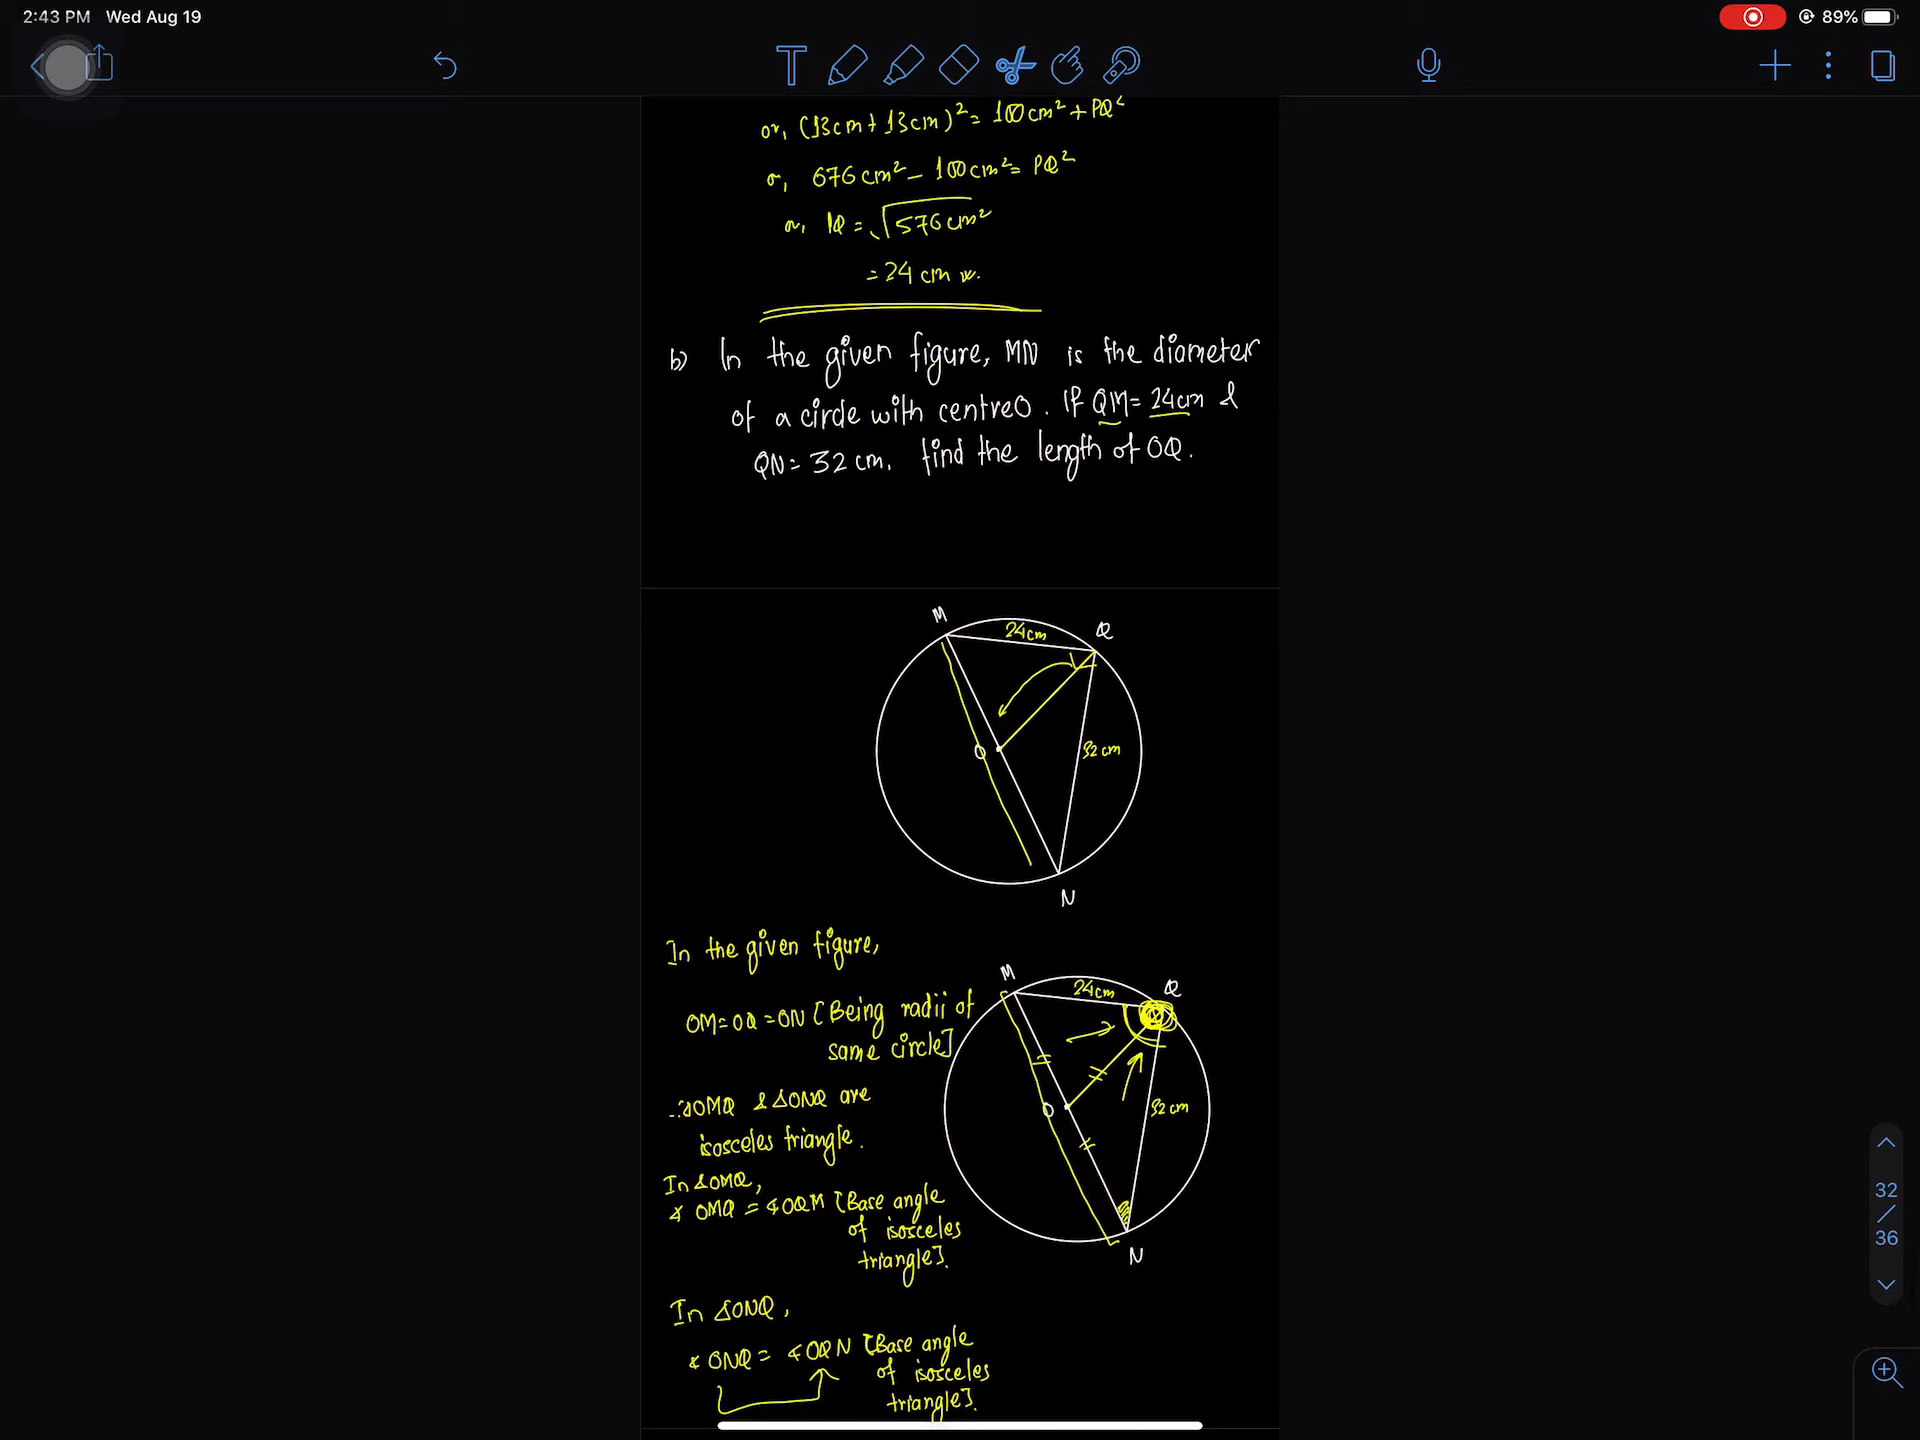 2:43 PM Wed Aug 19
89%
or, (13cm + 13cm)² = 100cm² + PQ²
or, 676cm² - 100cm² = PQ²
or, PQ = √576cm²
= 24 cm
b) In the given figure, MN is the diameter
of a circle with centre O. If QM = 24cm &
QN = 32 cm. find the length of OQ.
M
24cm
Q
O
32 cm
N
In the given figure,
OM = OQ = ON [Being radii of
same circle]
∴ ΔOMQ & ΔONQ are
isosceles triangle.
In ΔOMQ,
∢ OMQ = ∢OQM [Base angle
of isosceles
triangle].
In ΔONQ,
∢ ONQ = ∢OQN [Base angle
of isosceles
triangle].
M
24cm
Q
O
32 cm
N
32
/
36